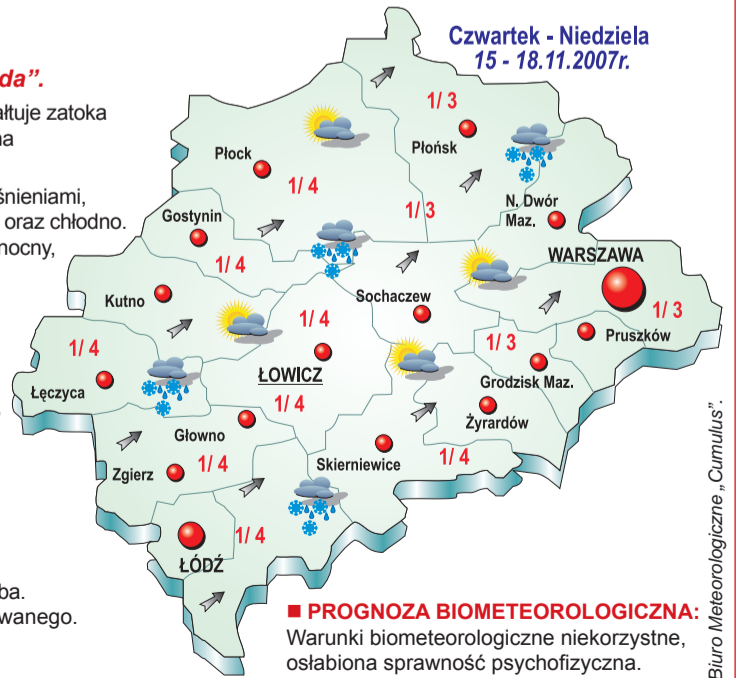 Czwartek - Niedziela
15 - 18.11.2007r.
da”.
ałtuje zatoka
na
śnieniami,
oraz chłodno.
nocny,
1/ 3
Płońsk
Płock
1/ 4
1/ 3
N. Dwór
Maz.
Gostynin
1/ 4
WARSZAWA
Kutno
Sochaczew
1/ 4
1/ 3
Pruszków
1/ 4
1/ 3
ŁOWICZ
Grodzisk Maz.
Łęczyca
1/ 4
Żyrardów
Głowno
1/ 4
Skierniewice
1/ 4
Zgierz
1/ 4
ŁÓDŹ
ba.
wanego.
■ PROGNOZA BIOMETEOROLOGICZNA:
Warunki biometeorologiczne niekorzystne,
osłabiona sprawność psychofizyczna.
Biuro Meteorologiczne „Cumulus”.